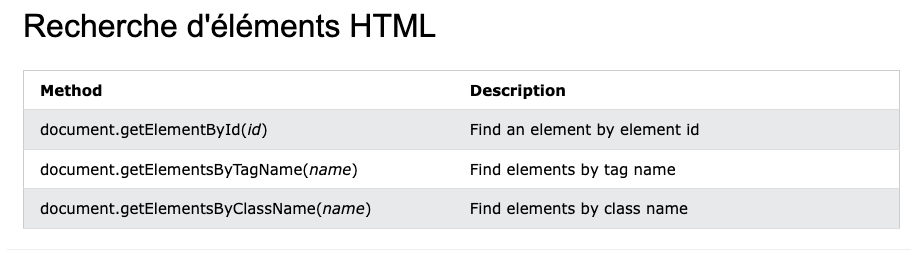 Recherche d'éléments HTML
Method Description
document.getElementById(id) Find an element by element id
document.getElementsByTagName(name) Find elements by tag name
document.getElementsByClassName(name) Find elements by class name